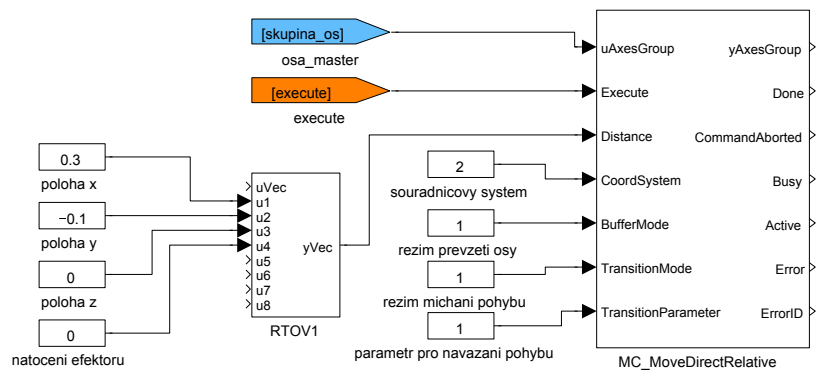 [skupina_os]
osa_master
[execute]
execute
0.3
poloha x
−0.1
poloha y
0
poloha z
0
natoceni efektoru
uVec
u1
u2
u3
u4
u5
u6
u7
u8
yVec
RTOV1
2
souradnicovy system
1
rezim prevzeti osy
1
rezim michani pohybu
1
parametr pro navazani pohybu
uAxesGroup
Execute
Distance
CoordSystem
BufferMode
TransitionMode
TransitionParameter
yAxesGroup
Done
CommandAborted
Busy
Active
Error
ErrorID
MC_MoveDirectRelative